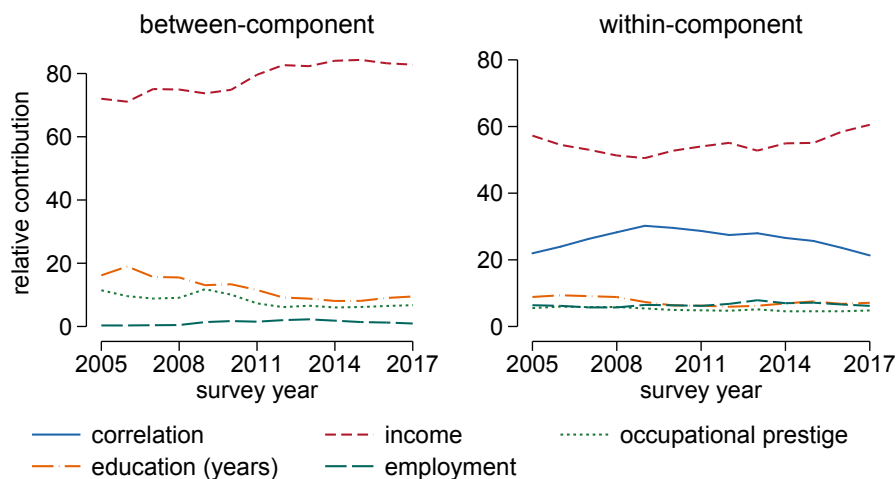 between-component
within-component
relative contribution
80
60
40
20
0
2005 2008 2011 2014 2017
survey year
80
60
40
20
0
2005 2008 2011 2014 2017
survey year
correlation
income
occupational prestige
education (years)
employment